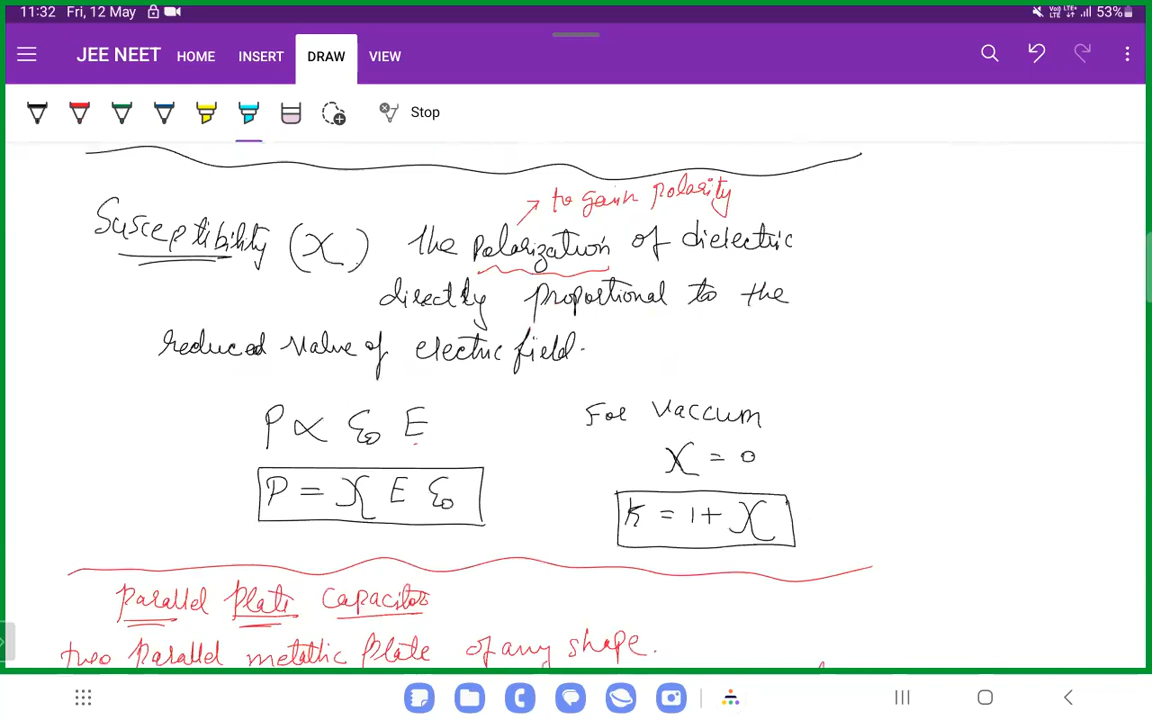 11:32 Fri, 12 May 53%
JEE NEET HOME INSERT DRAW VIEW
Stop
→ to gain polarity
Susceptibility (χ) the polarization of dielectric
directly proportional to the
reduced value of electric field.
P ∝ ε₀ E
For vaccum
P = χ E ε₀
χ = 0
K = 1 + χ
Parallel Plate Capacitor
two parallel metallic plate of any shape.